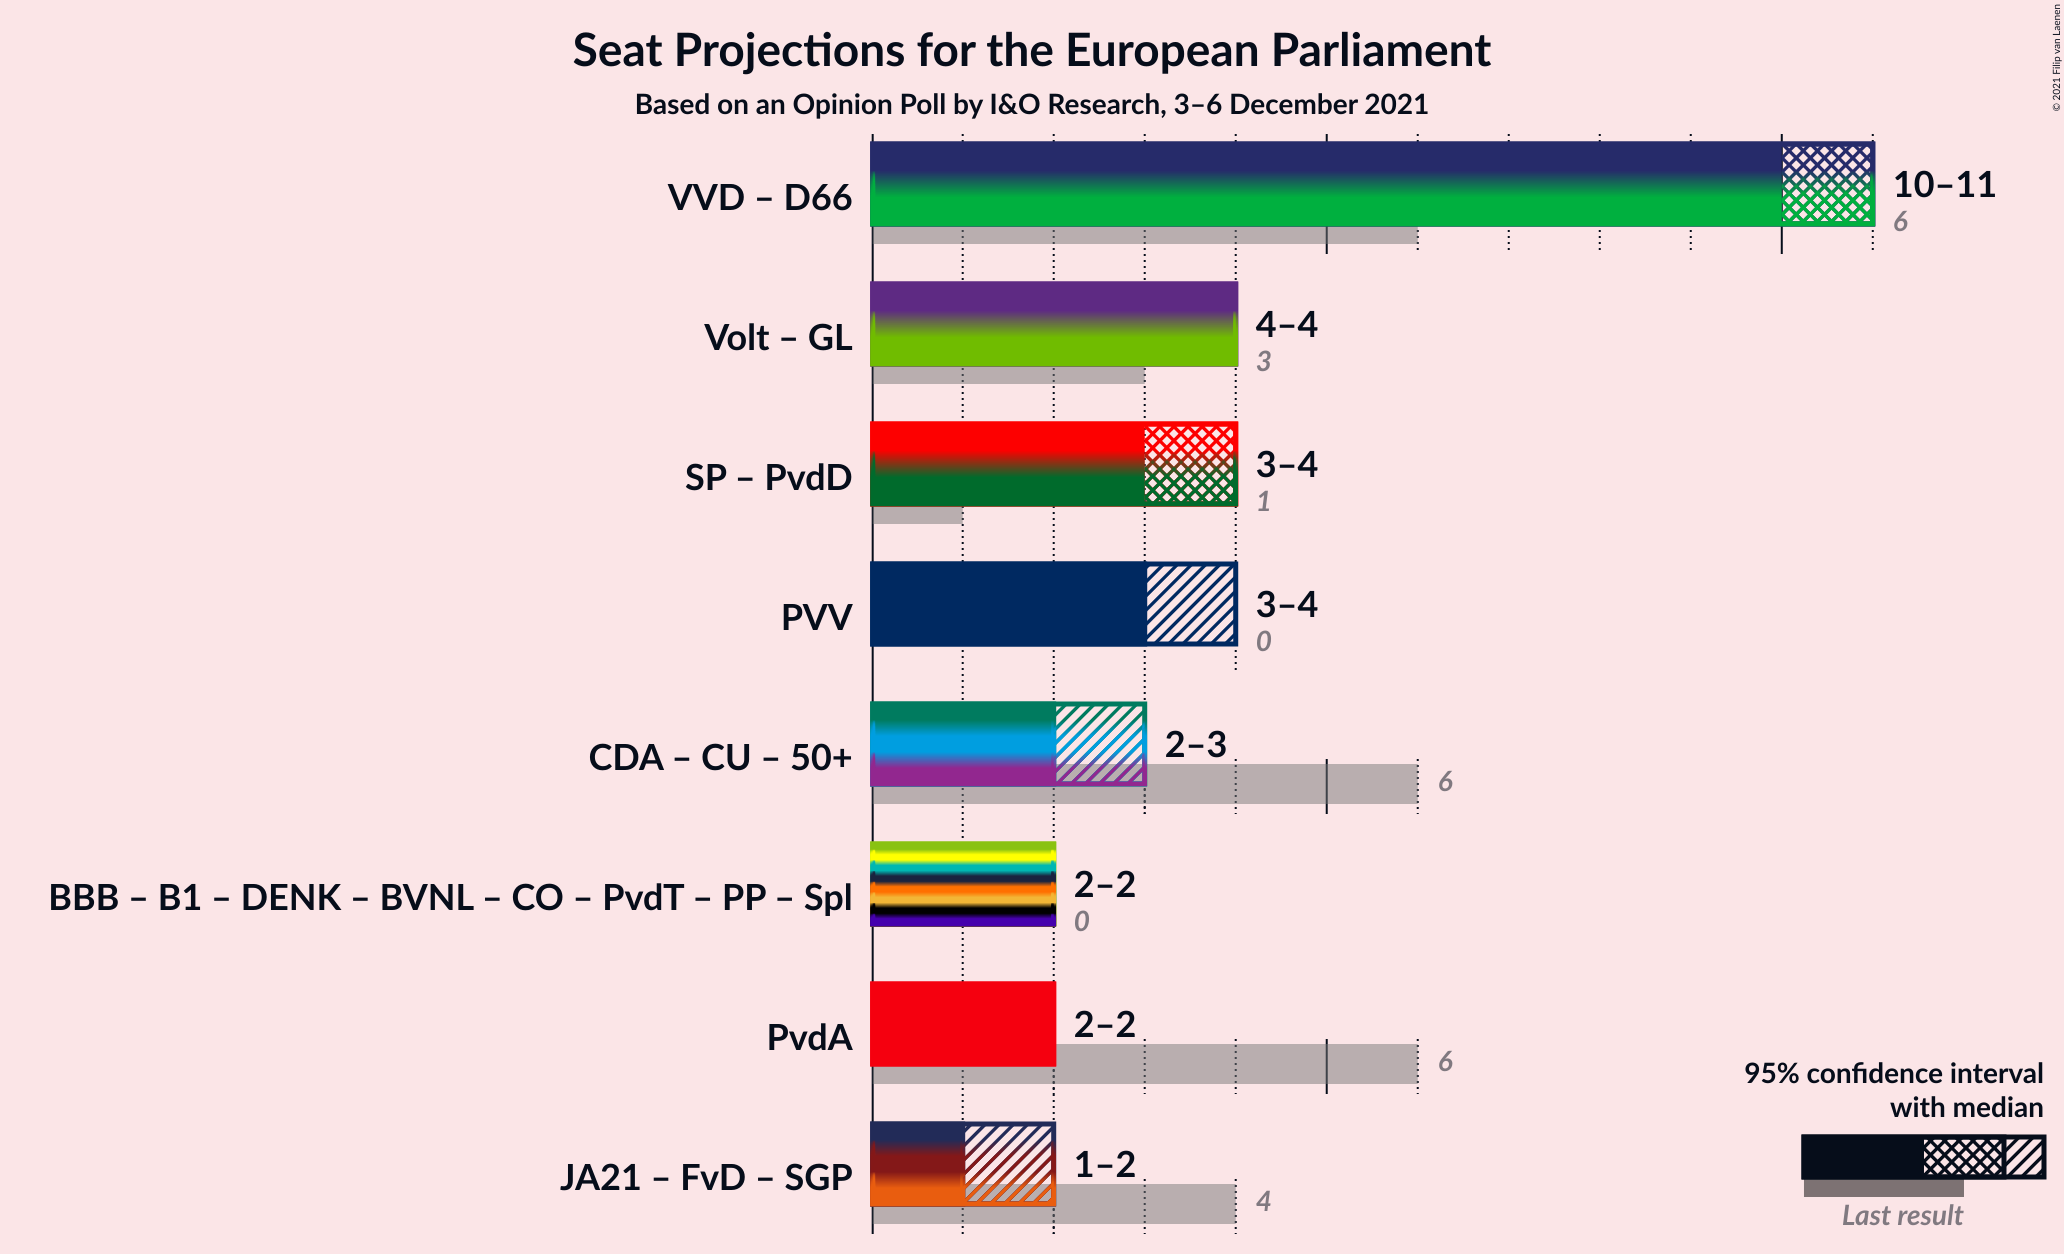 Seat Projections for the European Parliament
Based on an Opinion Poll by I&O Research, 3–6 December 2021
© 2021 Filip van Laenen
VVD – D66
10–11
6
Volt – GL
4–4
3
SP – PvdD
3–4
1
PVV
3–4
0
CDA – CU – 50+
2–3
6
BBB – B1 – DENK – BVNL – CO – PvdT – PP – Spl
2–2
0
PvdA
2–2
6
JA21 – FvD – SGP
1–2
4
95% confidence interval
with median
Last result